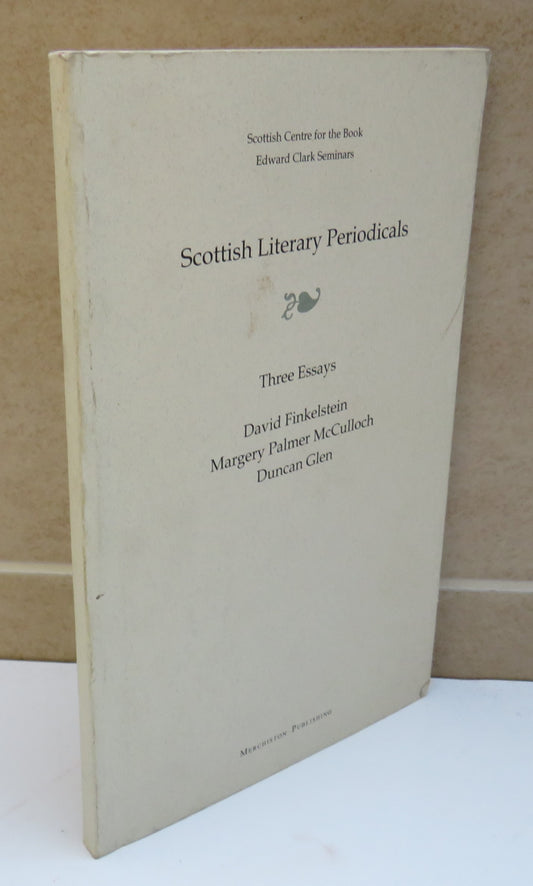 Scottish Centre for the Book
Edward Clark Seminars
Scottish Literary Periodicals
Three Essays
David Finkelstein
Margery Palmer McCulloch
Duncan Glen
Merchiston Publishing